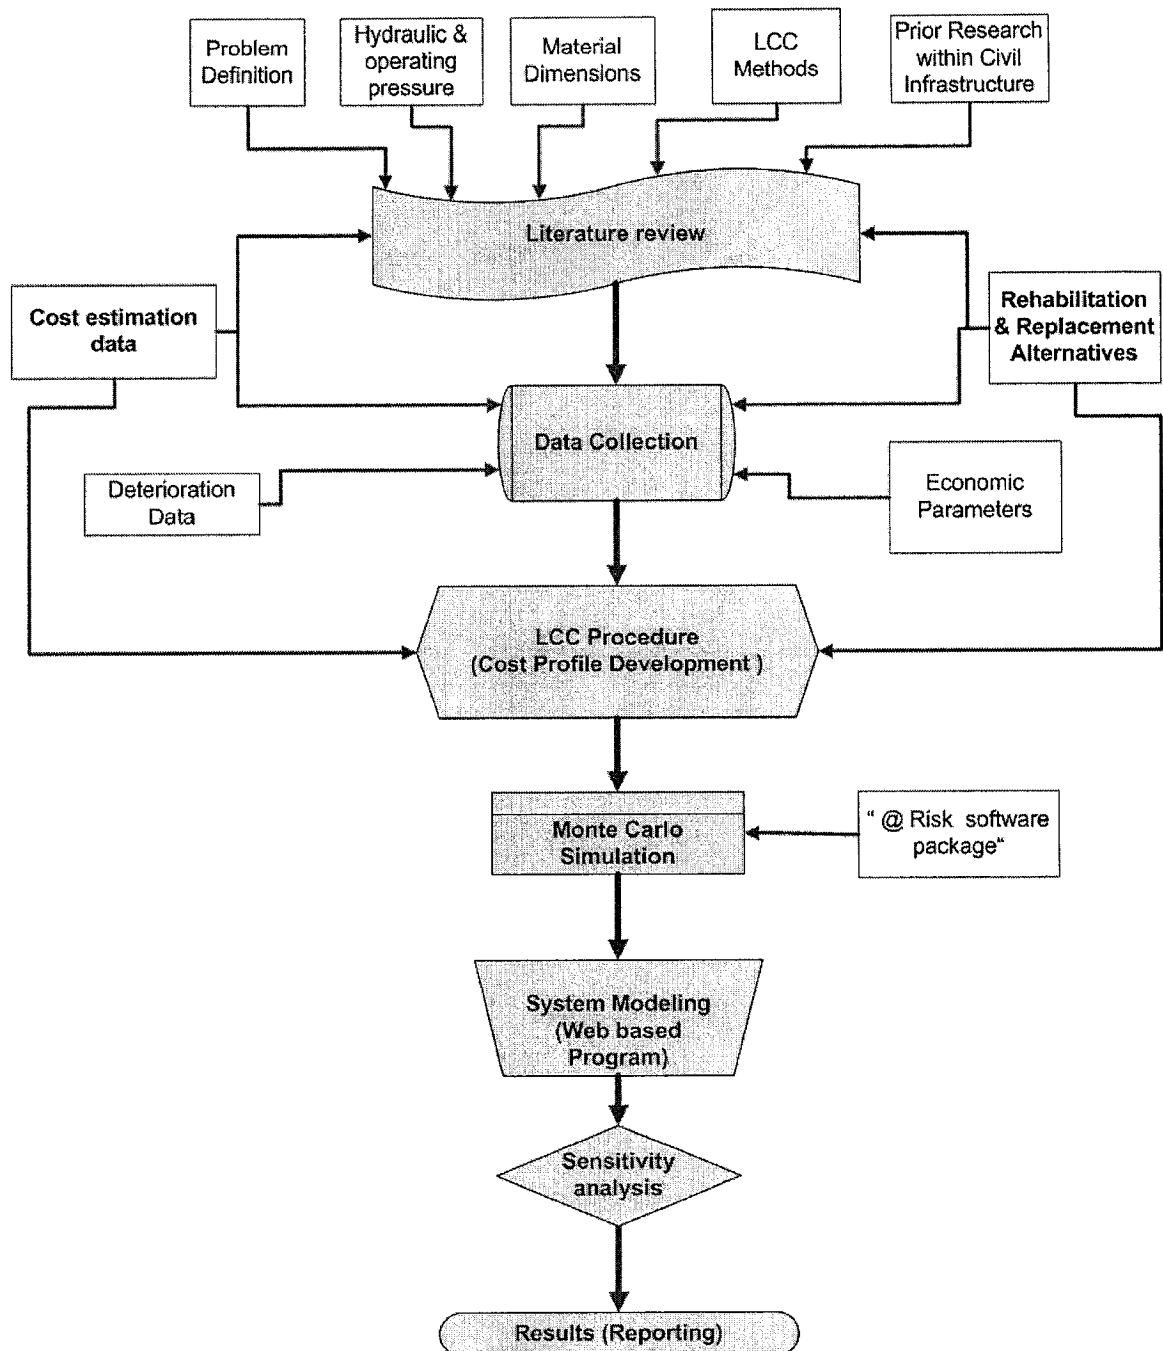 Problem
Definition
Hydraulic &
operating
pressure
Material
Dimensions
LCC
Methods
Prior Research
within Civil
Infrastructure
Literature review
Cost estimation
data
Rehabilitation
& Replacement
Alternatives
Data Collection
Deterioration
Data
Economic
Parameters
LCC Procedure
(Cost Profile Development )
Monte Carlo
Simulation
“ @ Risk software
package“
System Modeling
(Web based
Program)
Sensitivity
analysis
Results (Reporting)